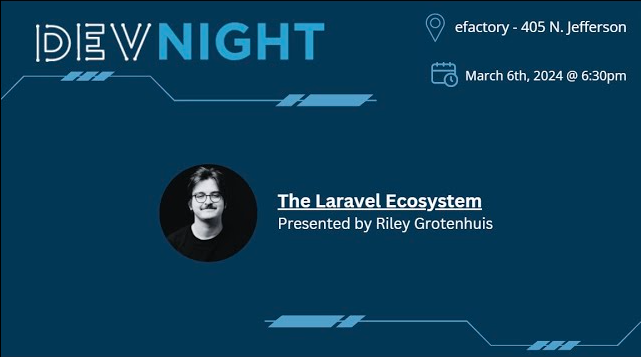 DEVNIGHT
efactory - 405 N. Jefferson
March 6th, 2024 @ 6:30pm
The Laravel Ecosystem
Presented by Riley Grotenhuis